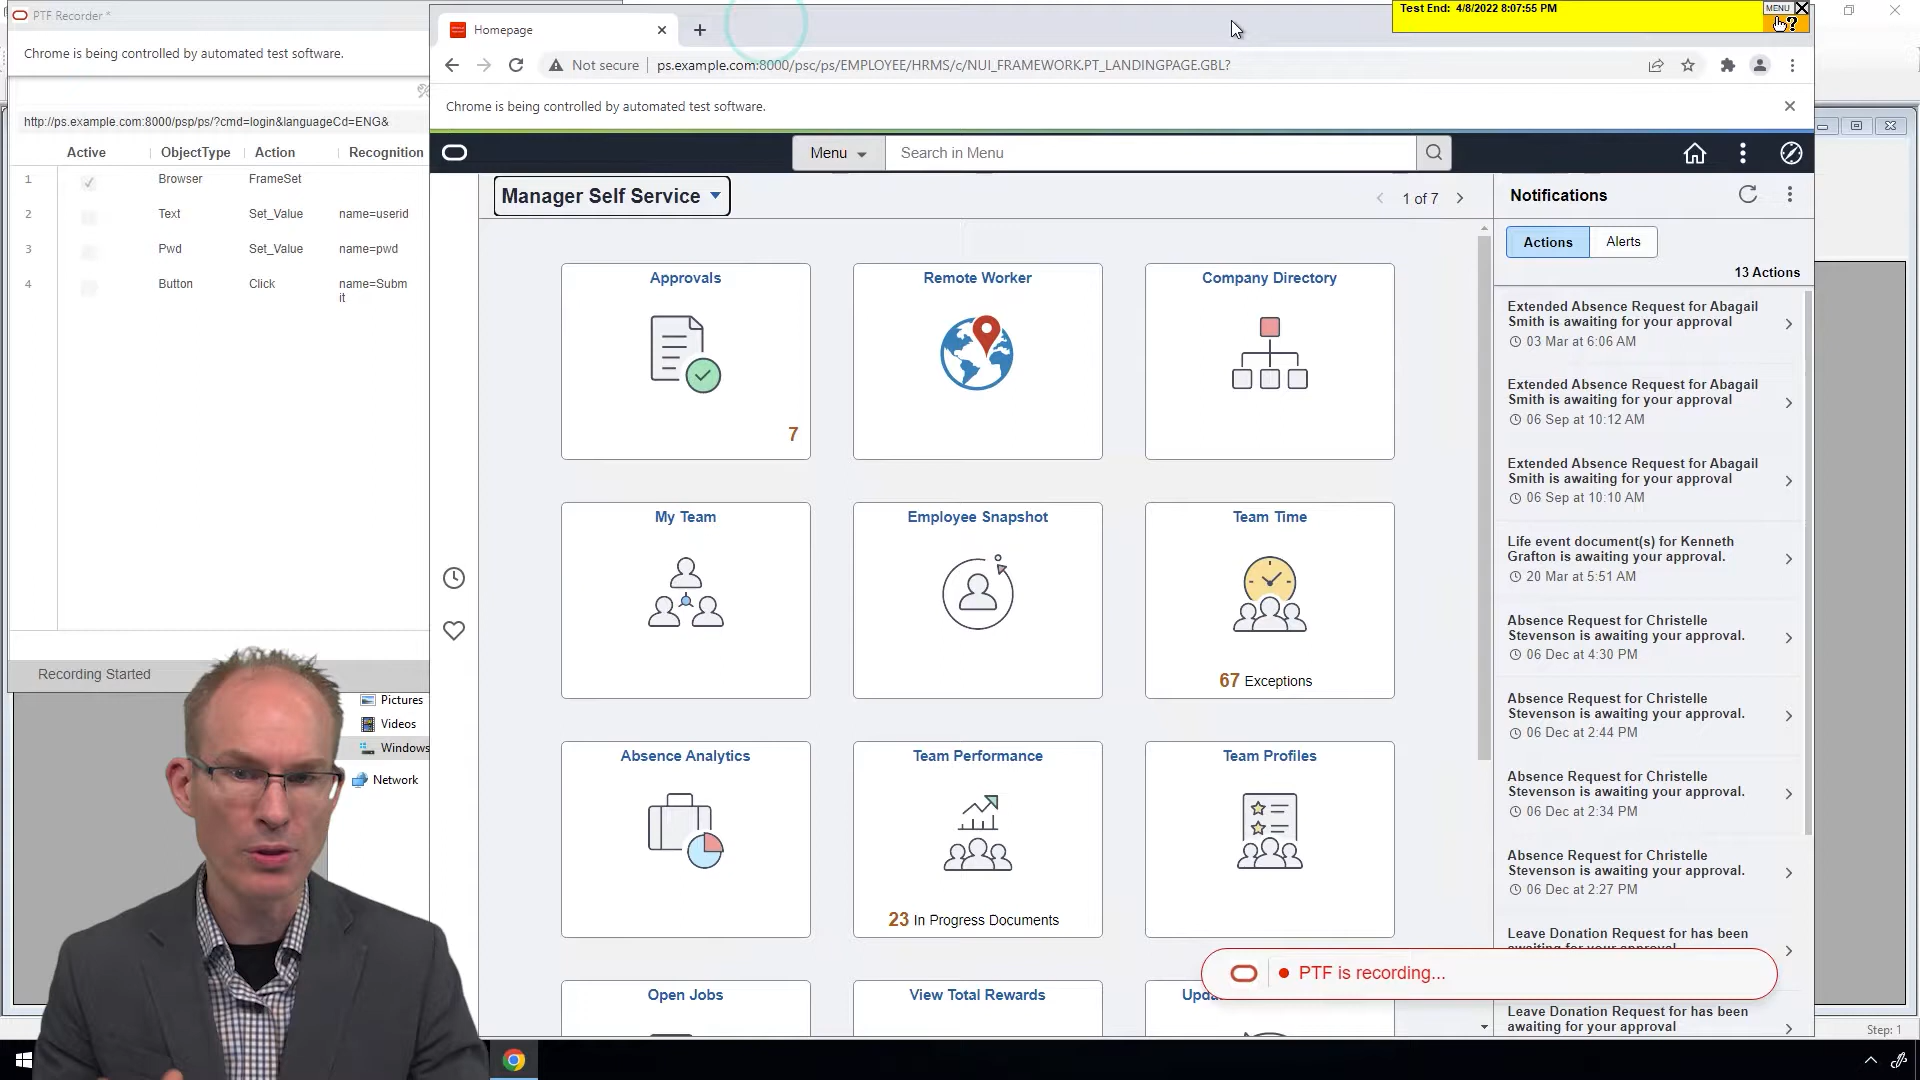 PTF Recorder *
Chrome is being controlled by automated test software.
http://ps.example.com:8000/psp/ps/?cmd=login&languageCd=ENG&
Active ObjectType Action Recognition
1 Browser FrameSet
2 Text Set_Value name=userid
3 Pwd Set_Value name=pwd
4 Button Click name=Subm
it
Recording Started
Pictures
Videos
Windows
Network
Homepage
Test End: 4/8/2022 8:07:55 PM
MENU
?
Not secure ps.example.com:8000/psc/ps/EMPLOYEE/HRMS/c/NUI_FRAMEWORK.PT_LANDINGPAGE.GBL?
Chrome is being controlled by automated test software.
Menu Search in Menu
Manager Self Service
1 of 7
Approvals
7
Remote Worker
Company Directory
My Team
Employee Snapshot
Team Time
67 Exceptions
Absence Analytics
Team Performance
23 In Progress Documents
Team Profiles
Open Jobs
View Total Rewards
Notifications
Actions Alerts
13 Actions
Extended Absence Request for Abagail
Smith is awaiting for your approval
03 Mar at 6:06 AM
Extended Absence Request for Abagail
Smith is awaiting for your approval
06 Sep at 10:12 AM
Extended Absence Request for Abagail
Smith is awaiting for your approval
06 Sep at 10:10 AM
Life event document(s) for Kenneth
Grafton is awaiting your approval.
20 Mar at 5:51 AM
Absence Request for Christelle
Stevenson is awaiting your approval.
06 Dec at 4:30 PM
Absence Request for Christelle
Stevenson is awaiting your approval.
06 Dec at 2:44 PM
Absence Request for Christelle
Stevenson is awaiting your approval.
06 Dec at 2:34 PM
Absence Request for Christelle
Stevenson is awaiting your approval.
06 Dec at 2:27 PM
Leave Donation Request for has been
awaiting for your approval
PTF is recording...
Leave Donation Request for has been
awaiting for your approval
Step: 1